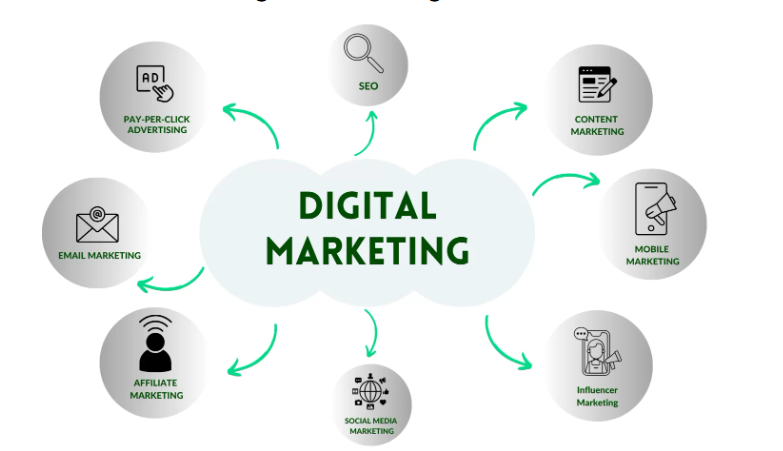 SEO
AD
PAY-PER-CLICK
ADVERTISING
CONTENT
MARKETING
DIGITAL
MARKETING
@
EMAIL MARKETING
MOBILE
MARKETING
AFFILIATE
MARKETING
SOCIAL MEDIA
MARKETING
Influencer
Marketing